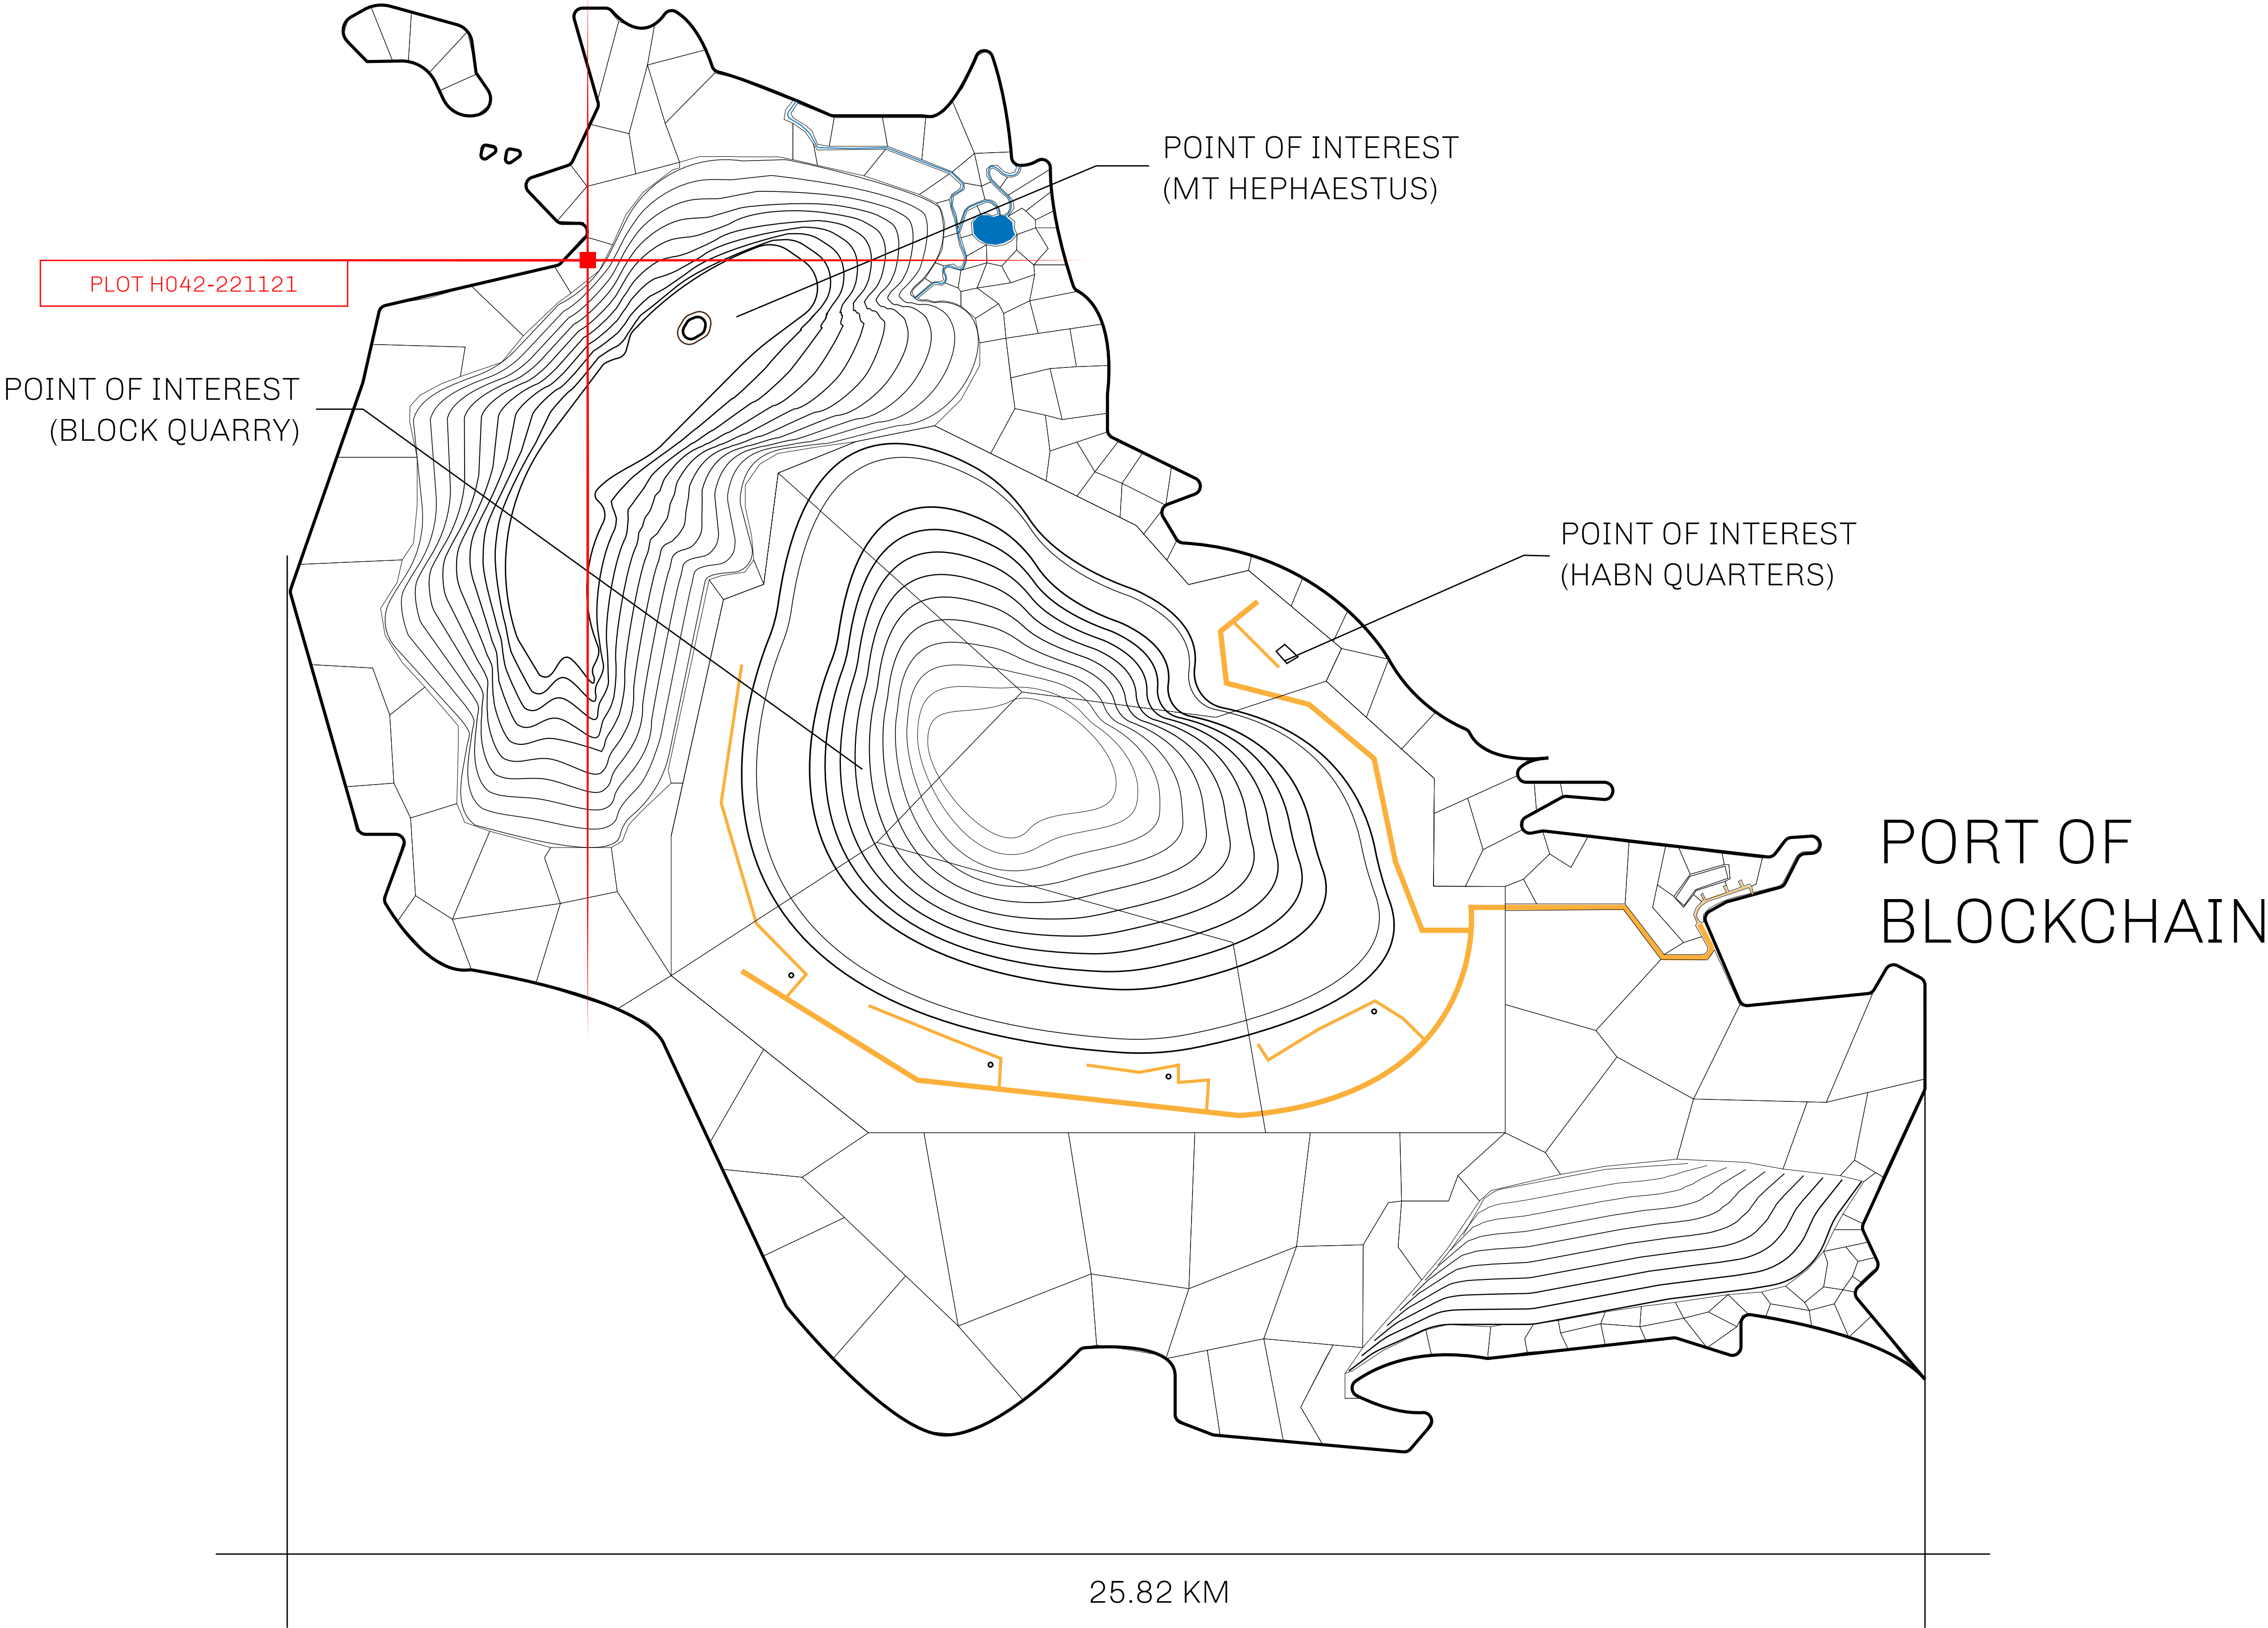 POINT OF INTEREST
(MT HEPHAESTUS)
PLOT H042-221121
POINT OF INTEREST
(BLOCK QUARRY)
POINT OF INTEREST
(HABN QUARTERS)
PORT OF
BLOCKCHAIN
25.82 KM